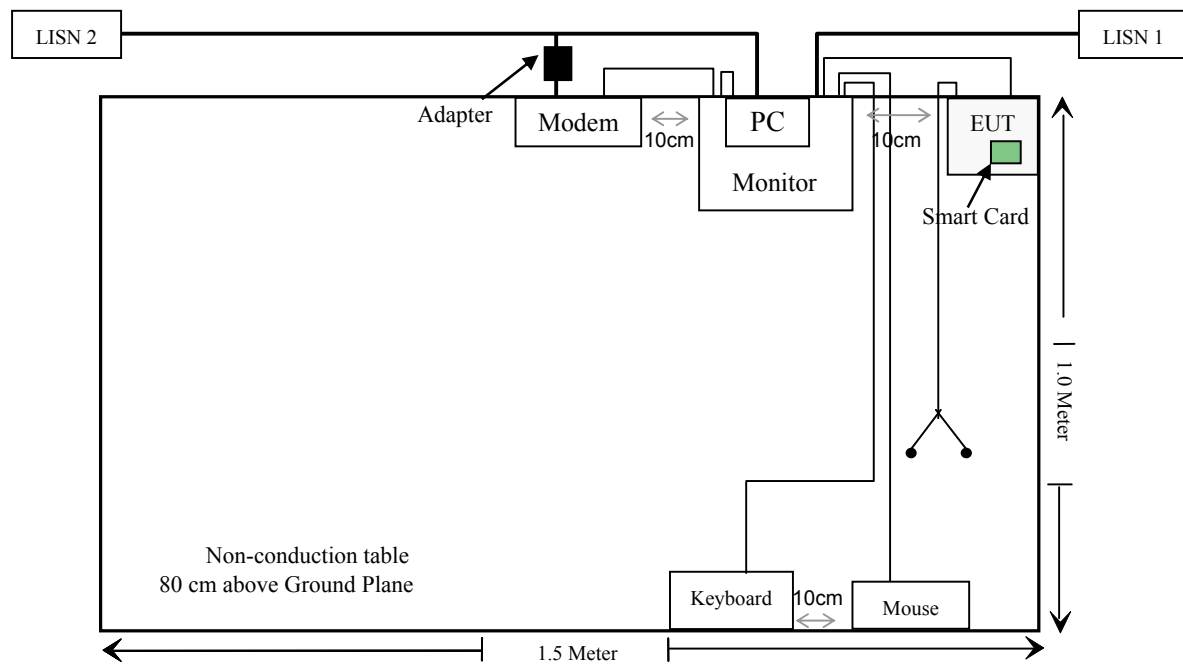 LISN 2
LISN 1
Adapter
Modem
10cm
PC
Monitor
10cm
EUT
Smart Card
1.0 Meter
Non-conduction table
80 cm above Ground Plane
Keyboard
10cm
Mouse
1.5 Meter